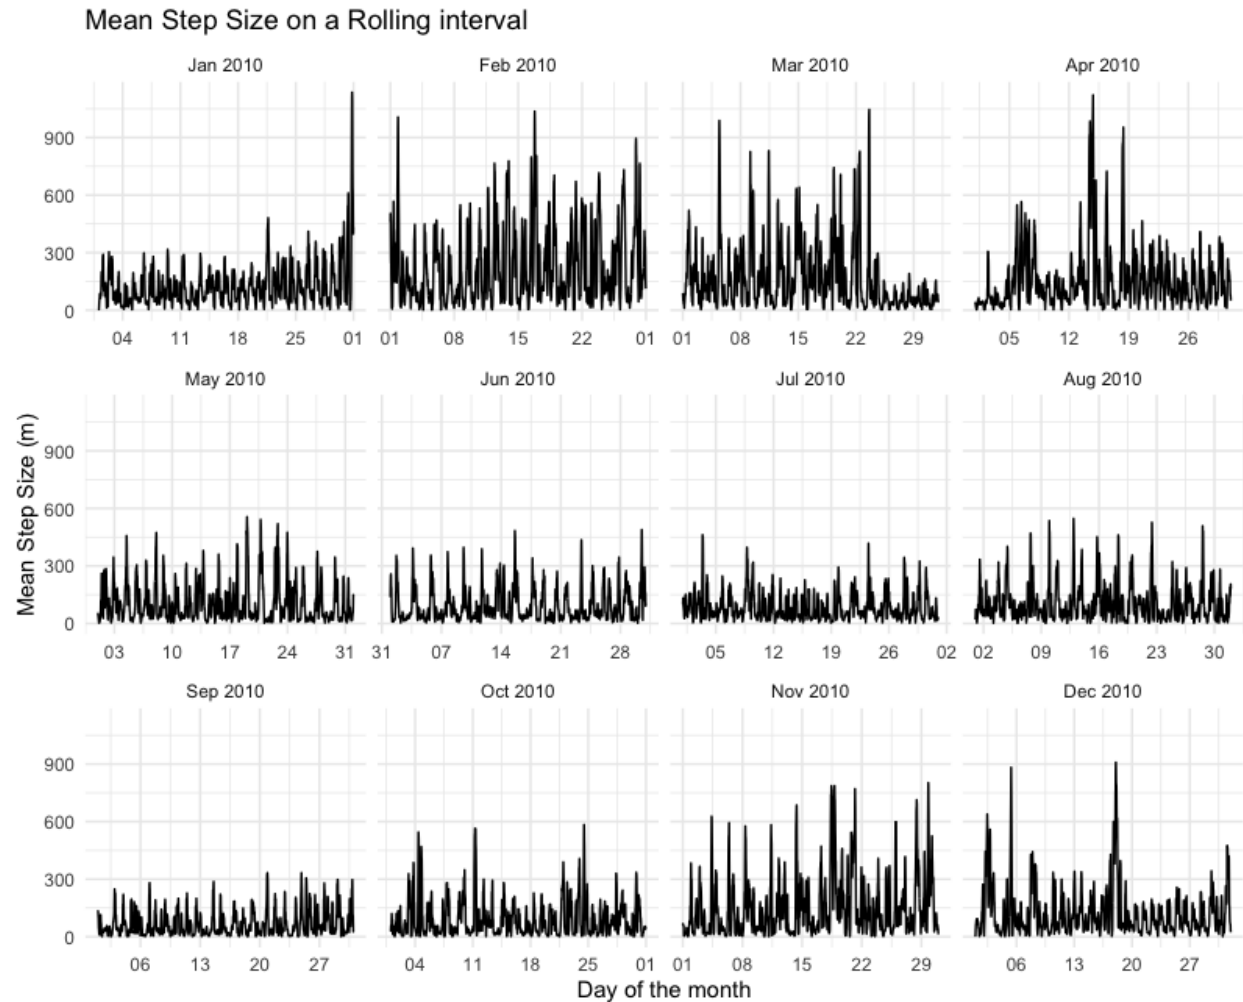 Mean Step Size on a Rolling interval
Jan 2010 Feb 2010 Mar 2010 Apr 2010
900
600
300
0
04 11 18 25 01 01 08 15 22 01 01 08 15 22 29 05 12 19 26
May 2010 Jun 2010 Jul 2010 Aug 2010
Mean Step Size (m)
900
600
300
0
03 10 17 24 31 31 07 14 21 28 05 12 19 26 02 02 09 16 23 30
Sep 2010 Oct 2010 Nov 2010 Dec 2010
900
600
300
0
06 13 20 27 04 11 18 25 01 01 08 15 22 29 06 13 20 27
Day of the month